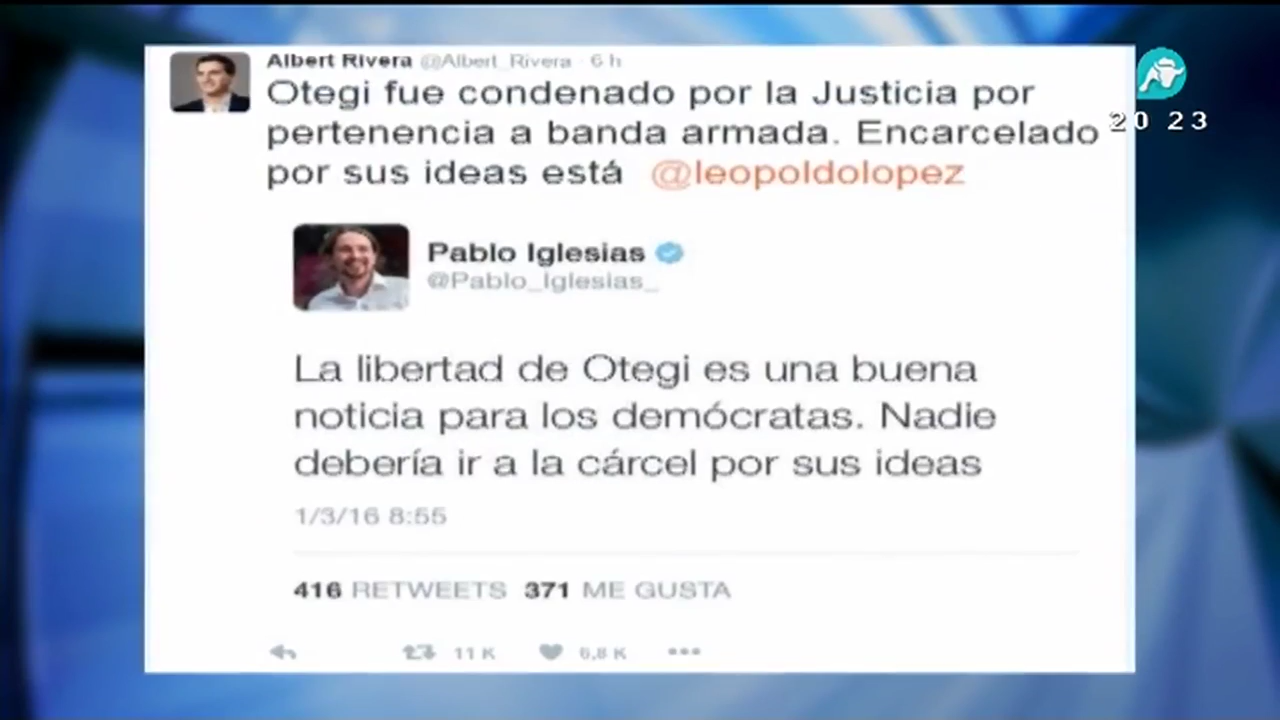 Albert Rivera @Albert_Rivera · 6 h
Otegi fue condenado por la Justicia por
pertenencia a banda armada. Encarcelado
por sus ideas está @leopoldolopez
20 23
Pablo Iglesias
@Pablo_Iglesias_
La libertad de Otegi es una buena
noticia para los demócratas. Nadie
debería ir a la cárcel por sus ideas
1/3/16 8:55
416 RETWEETS 371 ME GUSTA
11 K 6,8 K